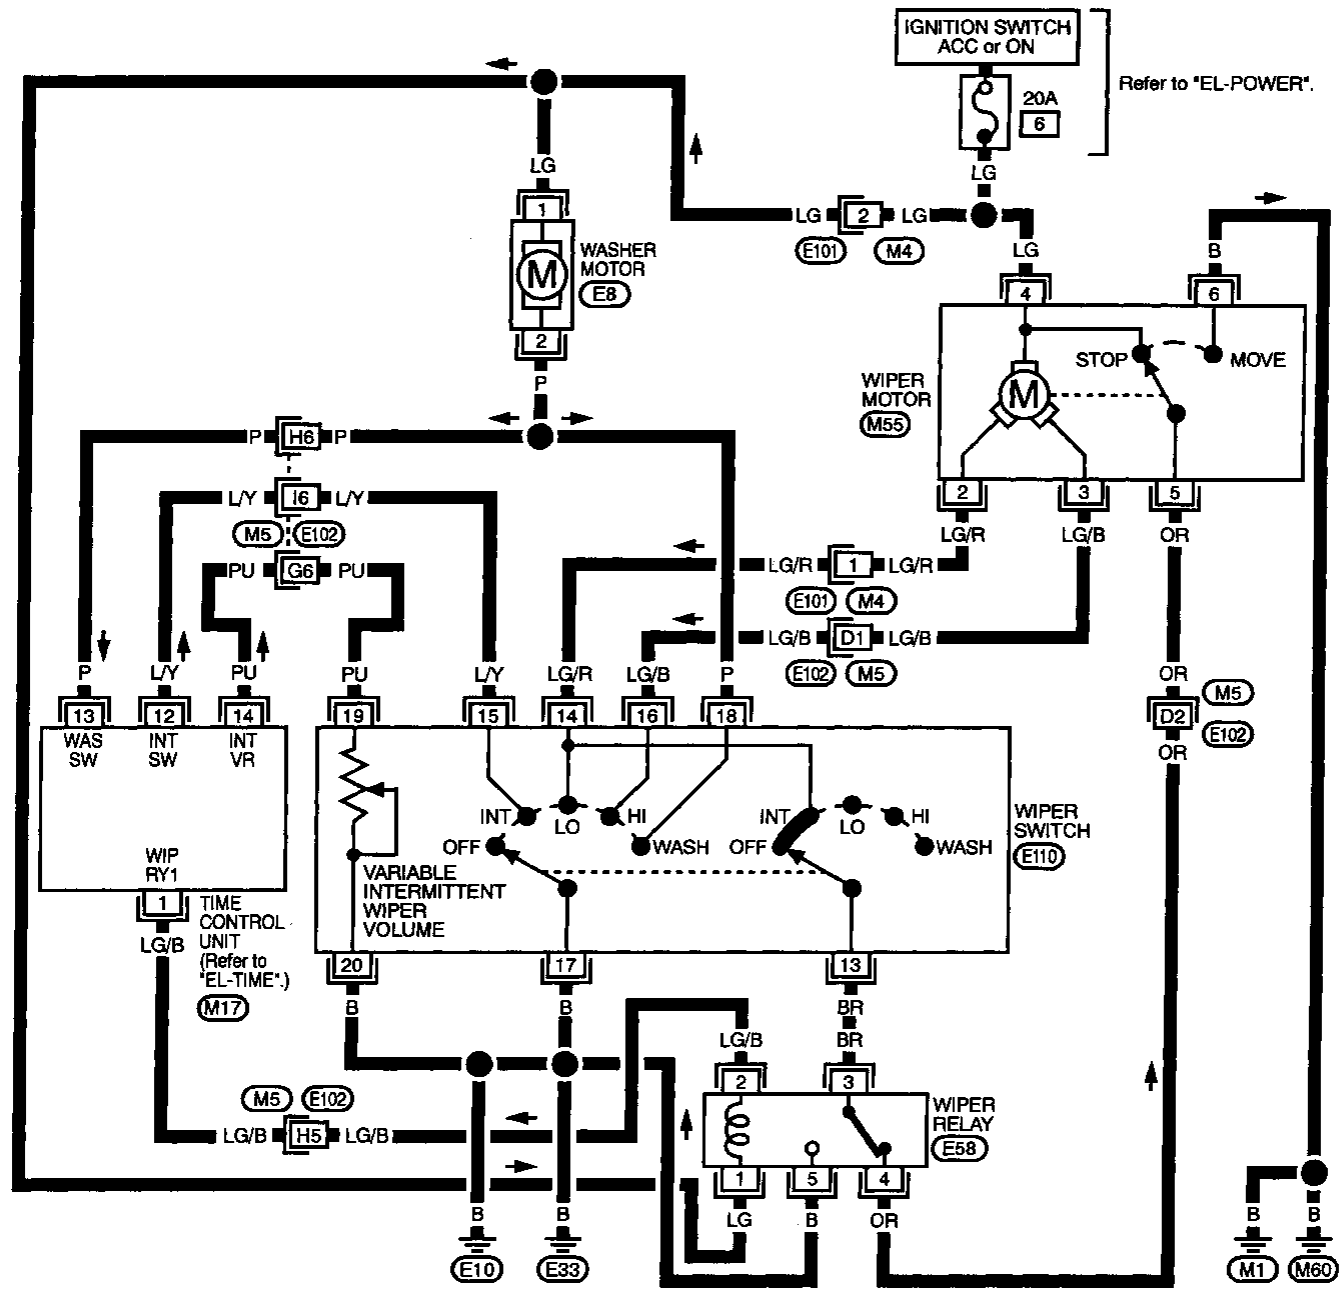 IGNITION SWITCH
ACC or ON
Refer to "EL-POWER".
20A
6
LG
LG
1
LG
2
LG
E101
M4
LG
B
WASHER
MOTOR
E8
M
4
6
2
STOP
MOVE
WIPER
MOTOR
M55
M
P
P
H6
P
L/Y
I6
L/Y
M5
E102
2
3
5
LG/R
LG/B
OR
PU
G6
PU
LG/R
1
LG/R
E101
M4
LG/B
D1
LG/B
E102
M5
P
L/Y
PU
PU
L/Y
LG/R
LG/B
P
OR
M5
13
12
14
19
15
14
16
18
D2
E102
WAS
SW
INT
SW
INT
VR
OR
INT
LO
HI
OFF
WASH
INT
LO
HI
OFF
WASH
WIPER
SWITCH
E110
WIP
RY1
VARIABLE
INTERMITTENT
WIPER
VOLUME
1
TIME
CONTROL
UNIT
(Refer to
"EL-TIME".)
M17
LG/B
20
17
13
B
B
BR
LG/B
BR
2
3
M5
E102
WIPER
RELAY
E58
LG/B
H5
LG/B
1
5
4
B
B
LG
B
OR
B
B
E10
E33
M1
M60